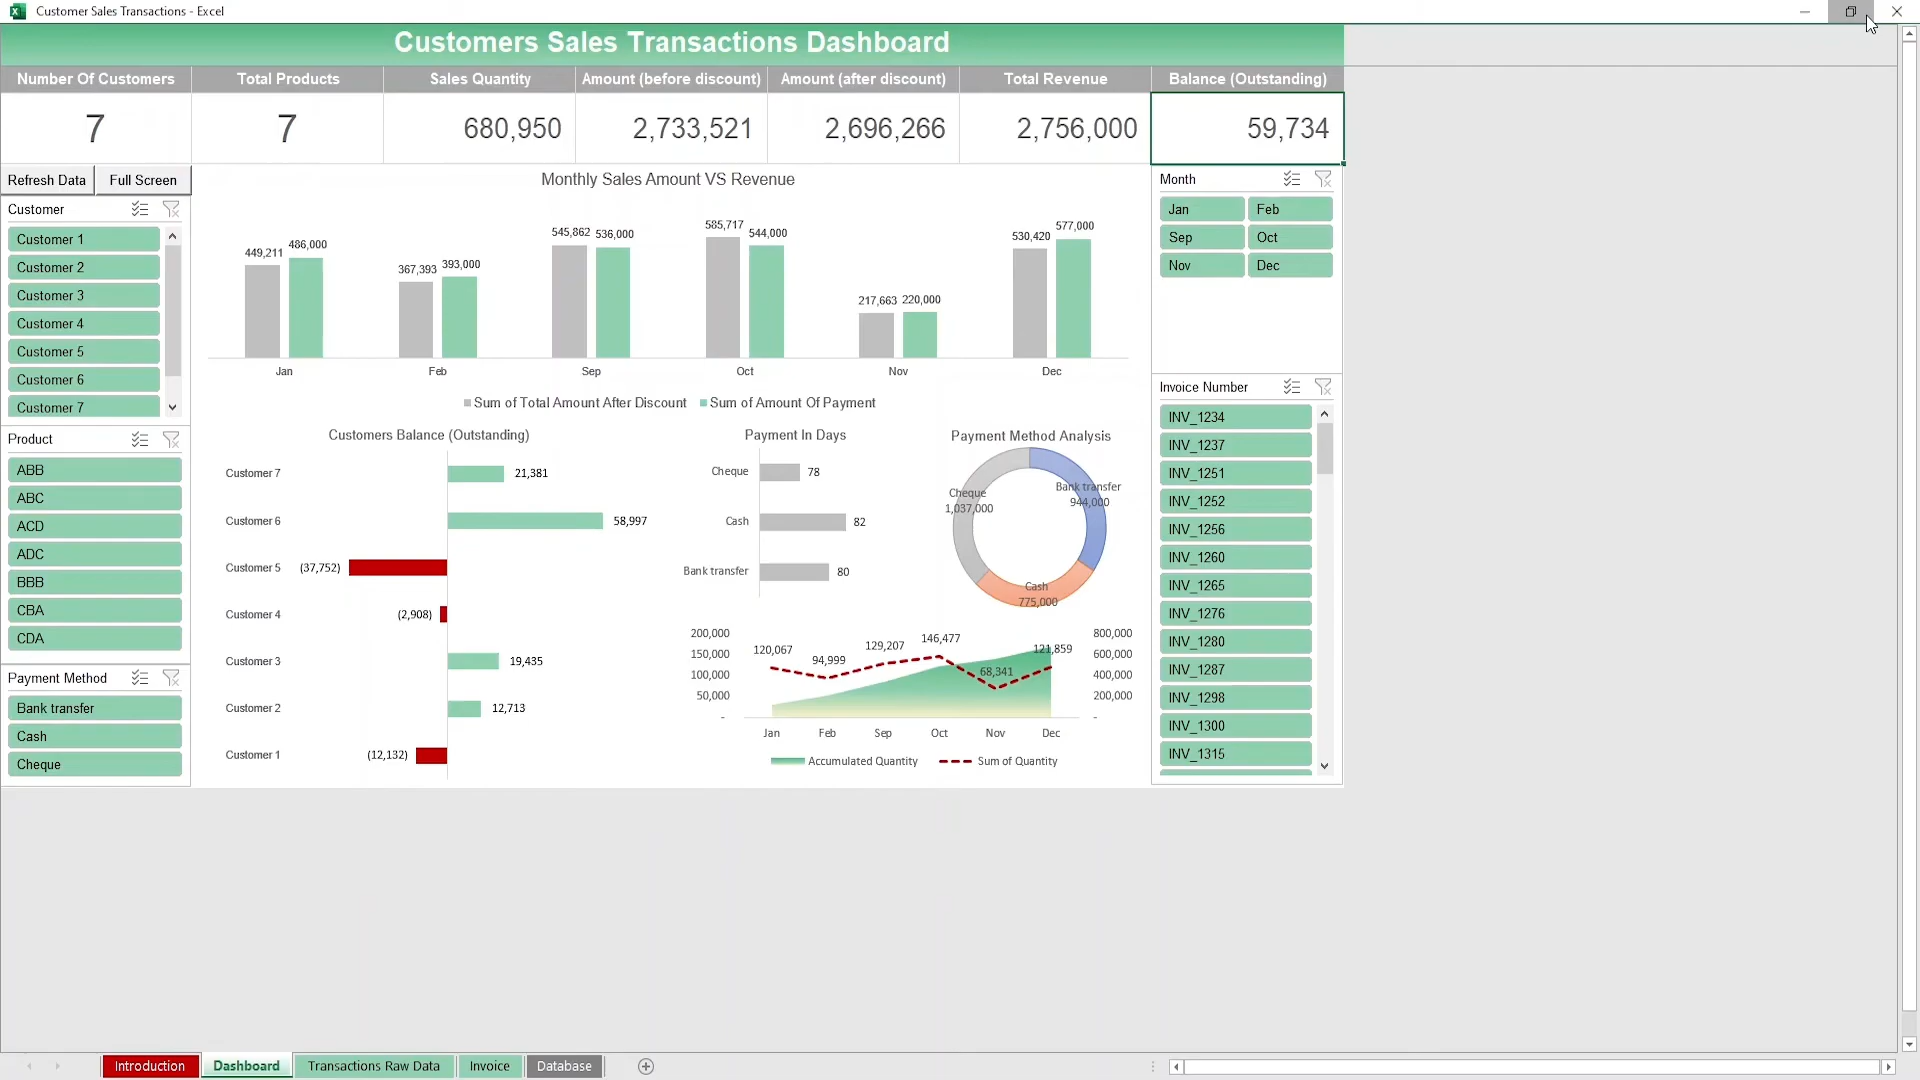 Customer Sales Transactions - Excel
Customers Sales Transactions Dashboard
Number Of Customers
Total Products
Sales Quantity
Amount (before discount)
Amount (after discount)
Total Revenue
Balance (Outstanding)
7
7
680,950
2,733,521
2,696,266
2,756,000
59,734
Refresh Data
Full Screen
Customer
Customer 1
Customer 2
Customer 3
Customer 4
Customer 5
Customer 6
Customer 7
Product
ABB
ABC
ACD
ADC
BBB
CBA
CDA
Payment Method
Bank transfer
Cash
Cheque
Monthly Sales Amount VS Revenue
449,211 486,000
367,393 393,000
545,862 536,000
585,717 544,000
217,663 220,000
530,420 577,000
Jan Feb Sep Oct Nov Dec
Sum of Total Amount After Discount Sum of Amount Of Payment
Customers Balance (Outstanding)
Customer 7 21,381
Customer 6 58,997
Customer 5 (37,752)
Customer 4 (2,908)
Customer 3 19,435
Customer 2 12,713
Customer 1 (12,132)
Payment In Days
Cheque 78
Cash 82
Bank transfer 80
Payment Method Analysis
Cheque
1,037,000
Bank transfer
944,000
Cash
775,000
200,000
150,000
100,000
50,000
-
120,067
94,999
129,207
146,477
68,341
121,859
800,000
600,000
400,000
200,000
-
Jan Feb Sep Oct Nov Dec
Accumulated Quantity Sum of Quantity
Month
Jan Feb
Sep Oct
Nov Dec
Invoice Number
INV_1234
INV_1237
INV_1251
INV_1252
INV_1256
INV_1260
INV_1265
INV_1276
INV_1280
INV_1287
INV_1298
INV_1300
INV_1315
Introduction
Dashboard
Transactions Raw Data
Invoice
Database